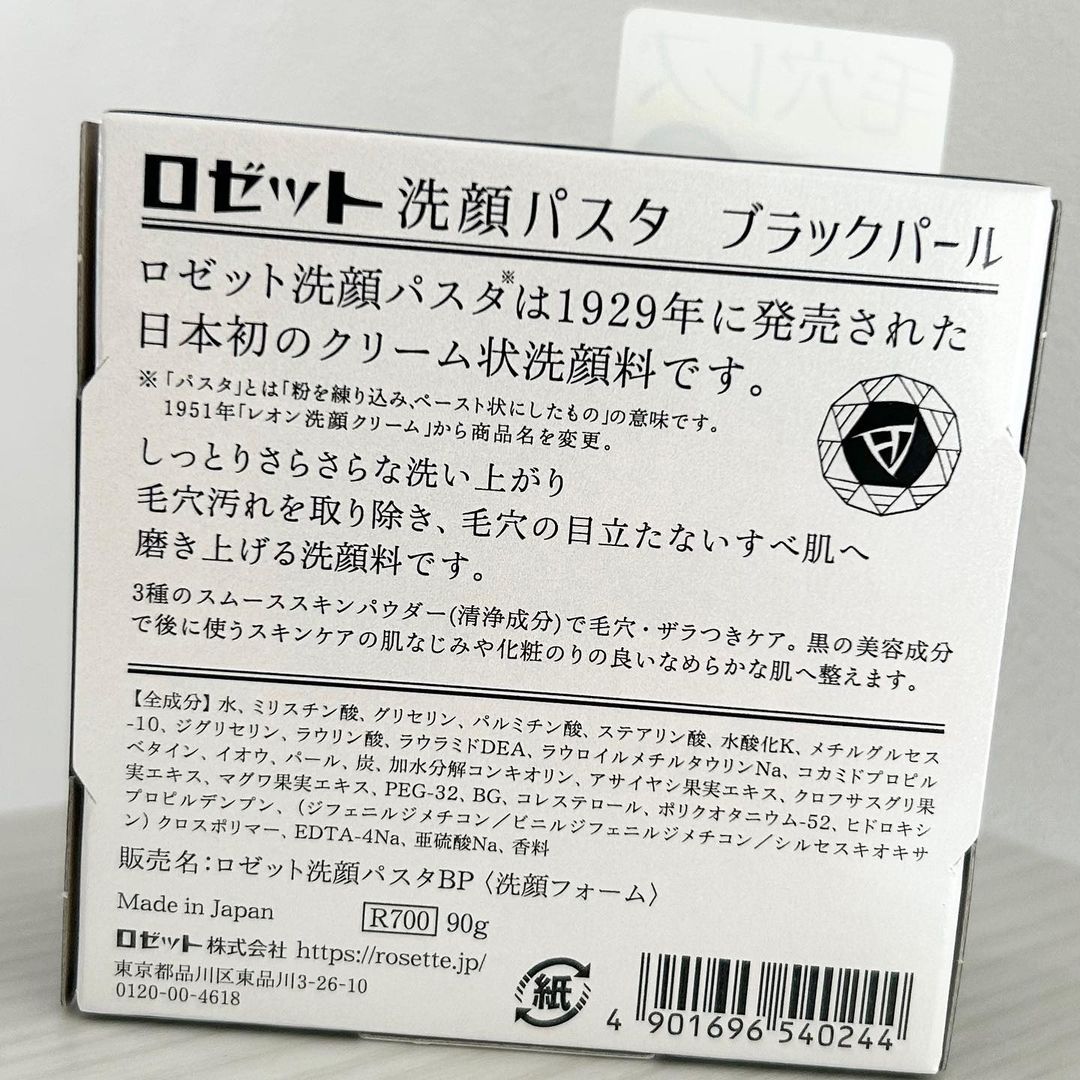 毛穴レス
ロゼット 洗顔パスタ ブラックパール
ロゼット洗顔パスタ※は1929年に発売された
日本初のクリーム状洗顔料です。
※「パスタ」とは「粉を練り込み、ペースト状にしたもの」の意味です。
1951年「レオン洗顔クリーム」から商品名を変更。
しっとりさらさらな洗い上がり
毛穴汚れを取り除き、毛穴の目立たないすべ肌へ
磨き上げる洗顔料です。
3種のスムーススキンパウダー(清浄成分)で毛穴・ザラつきケア。黒の美容成分
で後に使うスキンケアの肌なじみや化粧のりの良いなめらかな肌へ整えます。
【全成分】水、ミリスチン酸、グリセリン、パルミチン酸、ステアリン酸、水酸化K、メチルグルセス
-10、ジグリセリン、ラウリン酸、ラウラミドDEA、ラウロイルメチルタウリンNa、コカミドプロピル
ベタイン、イオウ、パール、炭、加水分解コンキオリン、アサイヤシ果実エキス、クロフサスグリ果
実エキス、マグワ果実エキス、PEG-32、BG、コレステロール、ポリクオタニウム-52、ヒドロキシ
プロピルデンプン、（ジフェニルジメチコン／ビニルジフェニルジメチコン／シルセスキオキサ
ン）クロスポリマー、EDTA-4Na、亜硫酸Na、香料
販売名：ロゼット洗顔パスタBP〈洗顔フォーム〉
Made in Japan R700 90g
ロゼット株式会社 https://rosette.jp/
東京都品川区東品川3-26-10
0120-00-4618
紙
4 901696 540244